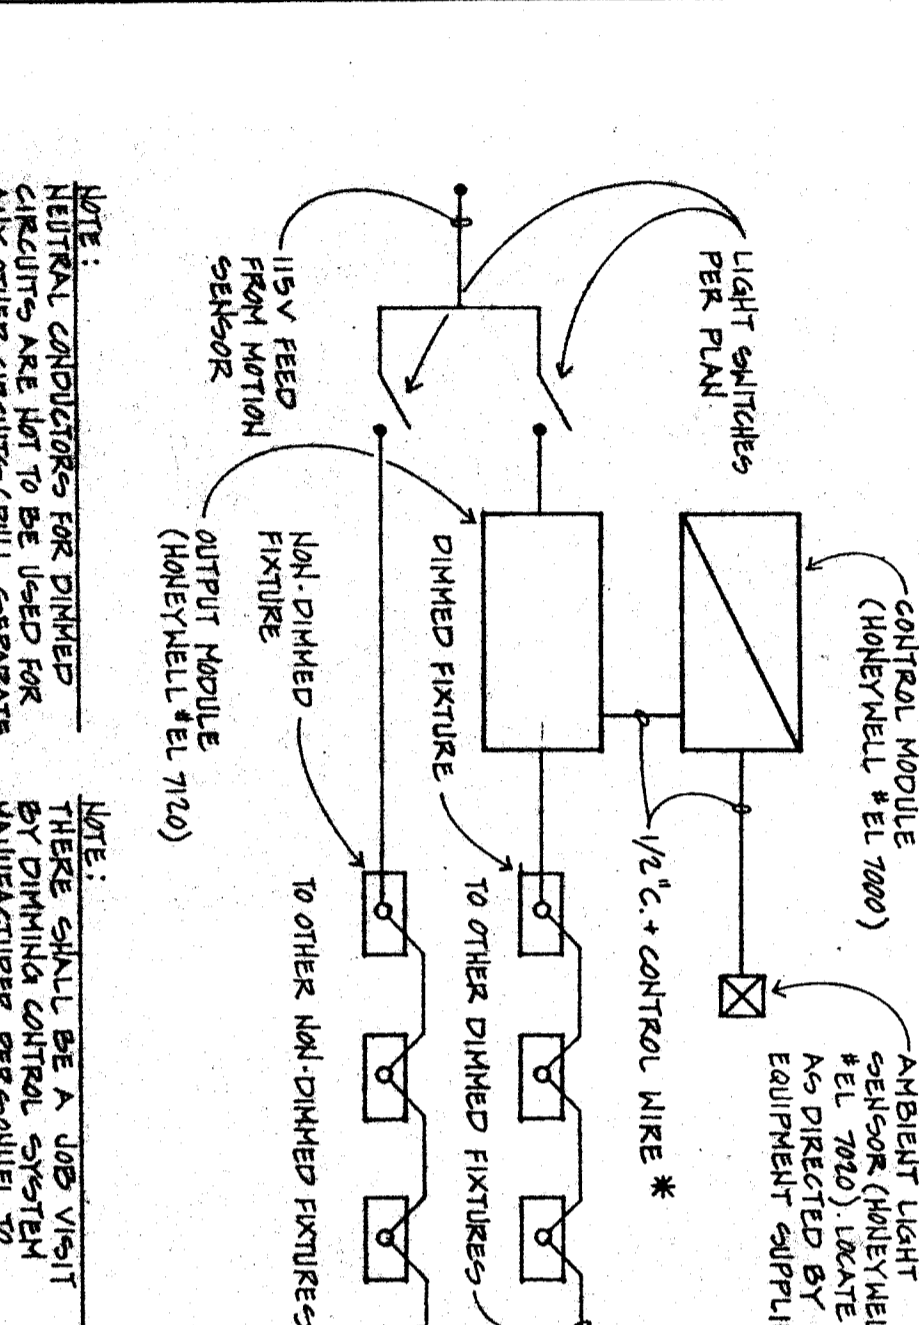 CONTROL MODULE
(HONEYWELL #EL 7000)
AMBIENT LIGHT
#EL 7020). LOCATE
AS DIRECTED BY
EQUIPMENT
LIGHT SWITCHES
PER PLAN
1/2"C. + CONTROL WIRE *
DIMMED FIXTURE
TO OTHER DIMMED FIXTURES
115V FEED
FROM MOTION
SENSOR
NON-DIMMED
FIXTURE
TO OTHER NON-DIMMED FIXTURES
OUTPUT MODULE
(HONEYWELL #EL 7120)
NOTE:
NEUTRAL CONDUCTORS FOR DIMMED
CIRCUITS ARE NOT TO BE USED FOR
NOTE:
THERE SHALL BE A JOB VISIT
BY DIMMING CONTROL SYSTEM